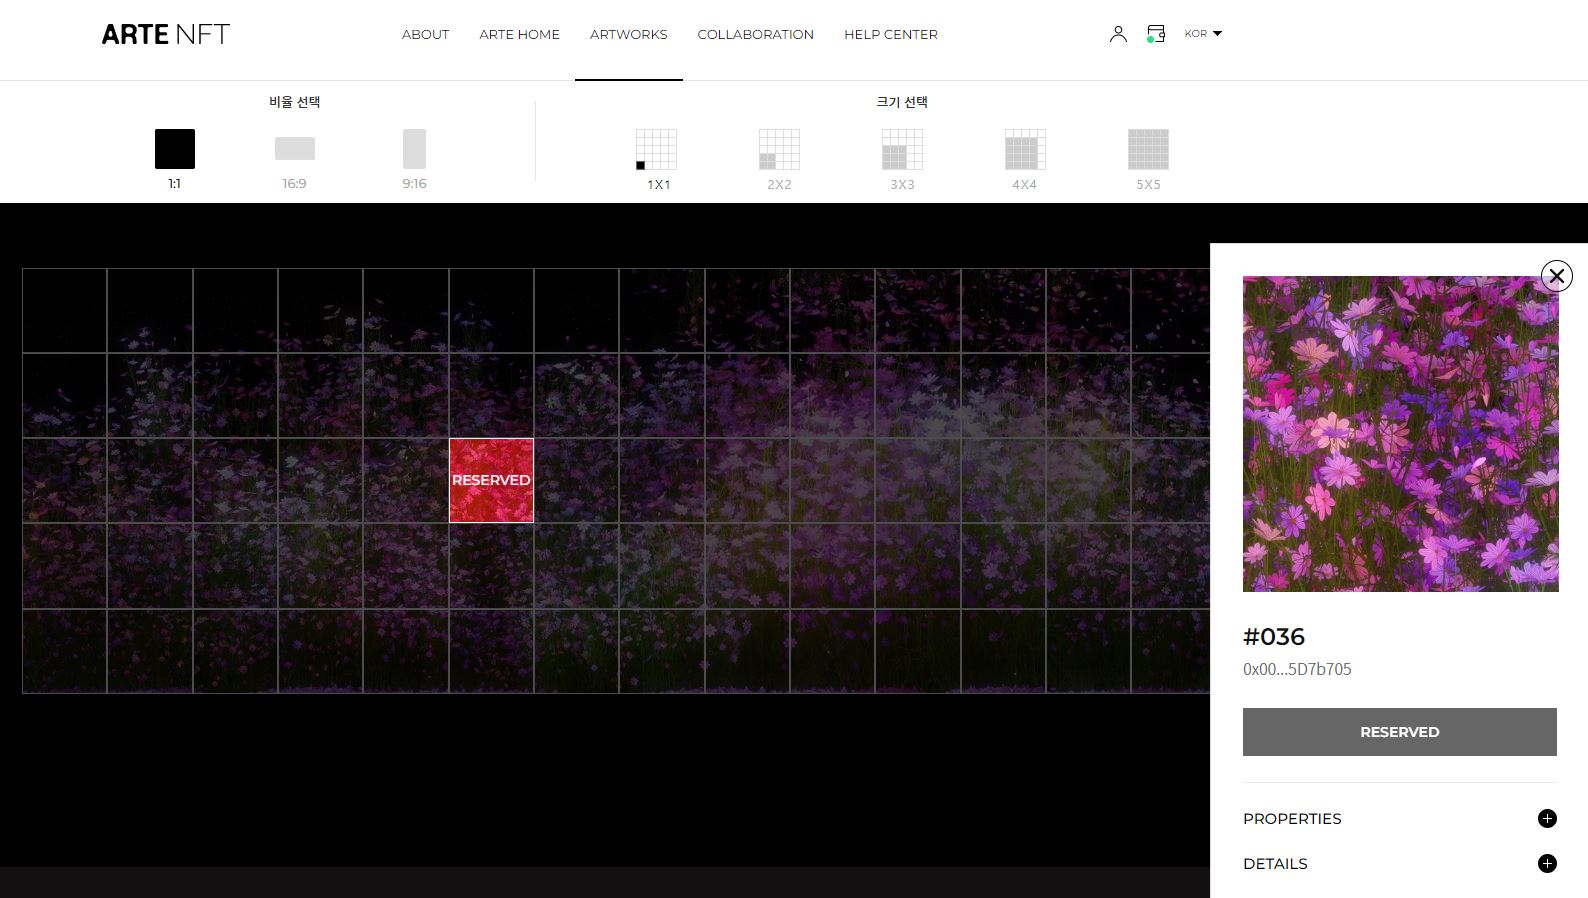 ARTE NFT
ABOUT
ARTE HOME
ARTWORKS
COLLABORATION
HELP CENTER
KOR
비율 선택
1:1
16:9
9:16
크기 선택
1X1
2X2
3X3
4X4
5X5
RESERVED
#036
0x00...5D7b705
RESERVED
PROPERTIES
DETAILS